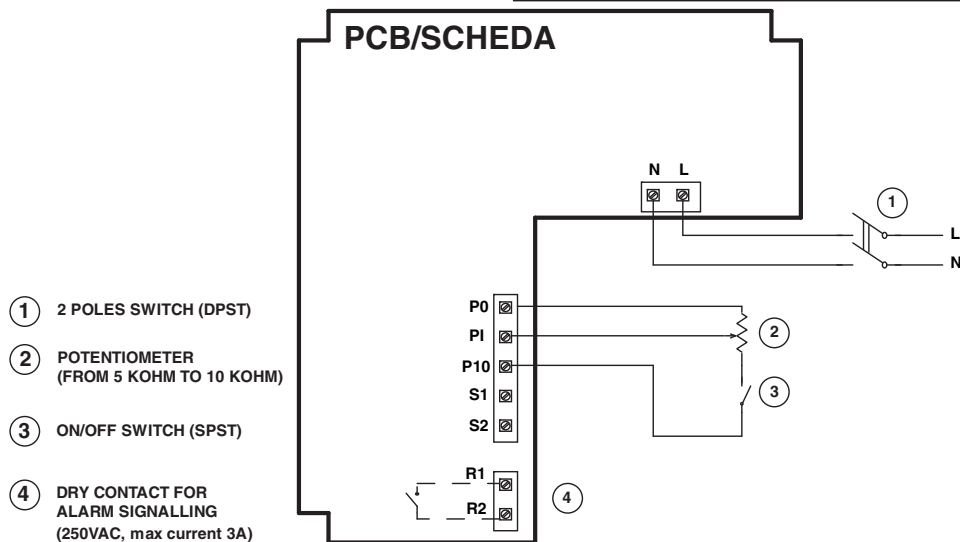 PCB/SCHEDA
N L
1
L
N
P0
PI
P10
S1
S2
2
3
R1
R2
4
1 2 POLES SWITCH (DPST)
2 POTENTIOMETER
(FROM 5 KOHM TO 10 KOHM)
3 ON/OFF SWITCH (SPST)
4 DRY CONTACT FOR
ALARM SIGNALLING
(250VAC, max current 3A)